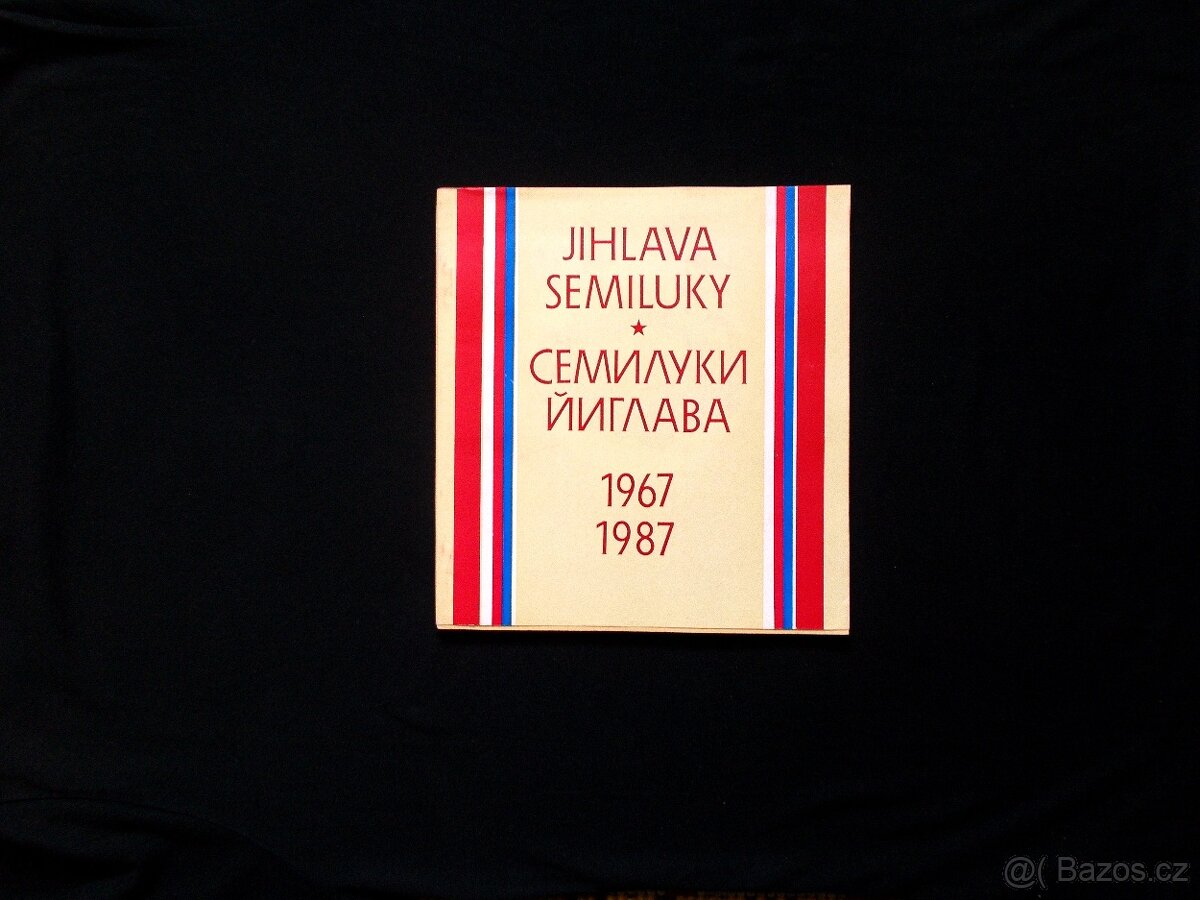 JIHLAVA
SEMILUKY
★
СЕМИЛУКИ
ЙИГЛАВА
1967
1987
@( Bazos.cz